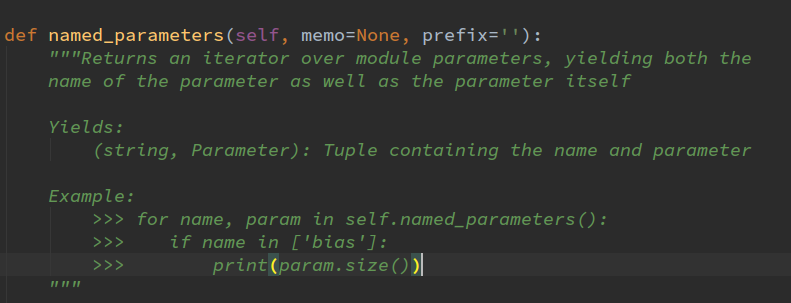 def named_parameters(self, memo=None, prefix=''):
"""Returns an iterator over module parameters, yielding both the
name of the parameter as well as the parameter itself
Yields:
(string, Parameter): Tuple containing the name and parameter
Example:
>>> for name, param in self.named_parameters():
>>>    if name in ['bias']:
>>>        print(param.size())
"""